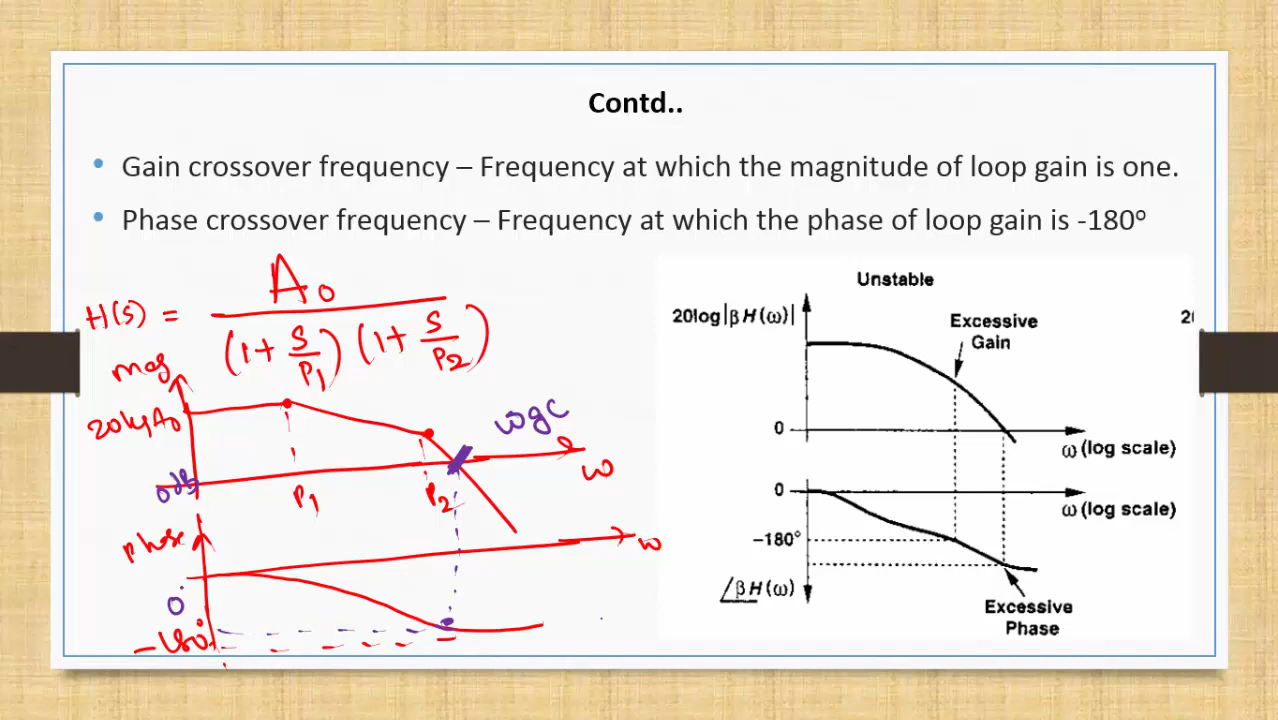 Contd..
• Gain crossover frequency – Frequency at which the magnitude of loop gain is one.
• Phase crossover frequency – Frequency at which the phase of loop gain is -180º
H(s) = A₀ / (1 + s/P₁) (1 + s/P₂)
mag
20logA₀
ωgc
0dB
P₁
P₂
ω
phase
ω
0°
-180°
Unstable
20log|βH(ω)|
Excessive
Gain
0
ω (log scale)
0
ω (log scale)
−180°
∠βH(ω)
Excessive
Phase